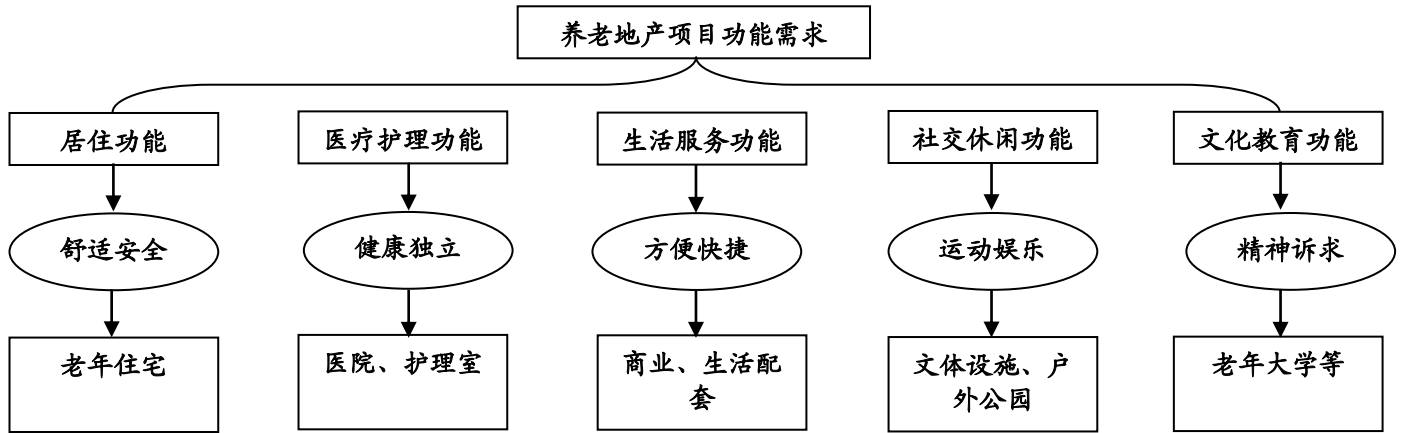 养老地产项目功能需求
居住功能
医疗护理功能
生活服务功能
社交休闲功能
文化教育功能
舒适安全
健康独立
方便快捷
运动娱乐
精神诉求
老年住宅
医院、护理室
商业、生活配
套
文体设施、户
外公园
老年大学等